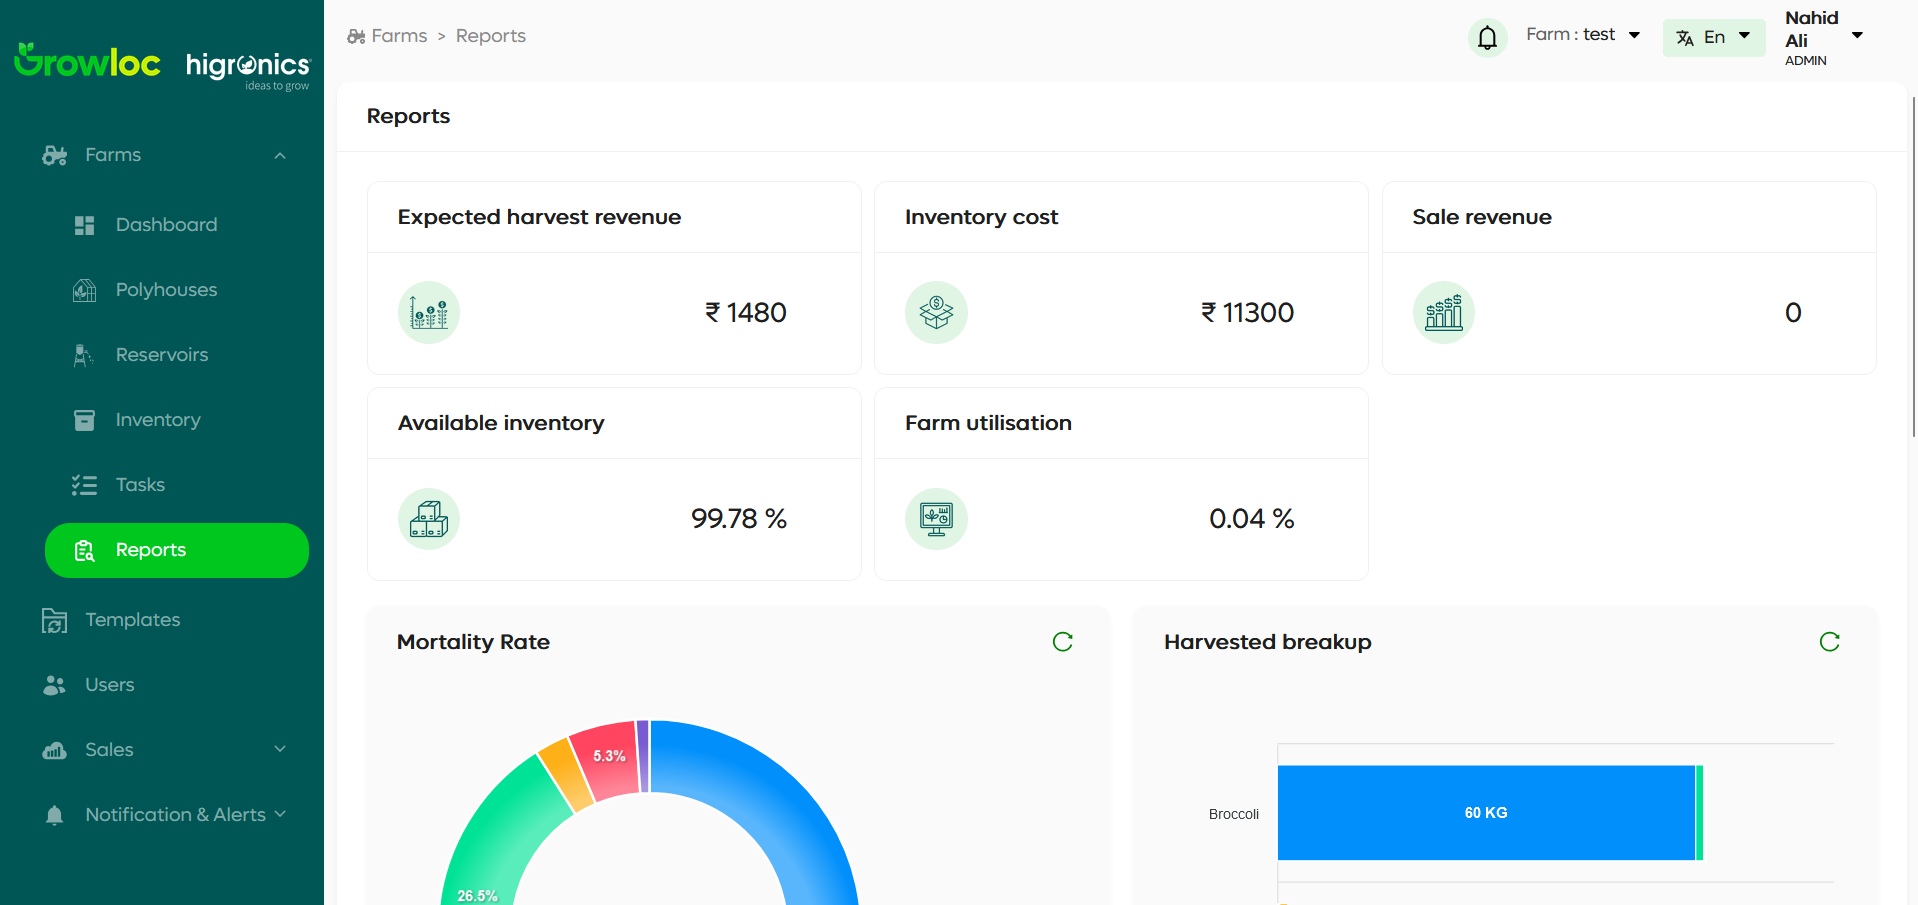 Growloc
higronics
ideas to grow
Farms > Reports
Farm : test
En
Nahid
Ali
ADMIN
Farms
Dashboard
Polyhouses
Reservoirs
Inventory
Tasks
Reports
Templates
Users
Sales
Notification & Alerts
Reports
Expected harvest revenue
₹ 1480
Inventory cost
₹ 11300
Sale revenue
0
Available inventory
99.78 %
Farm utilisation
0.04 %
Mortality Rate
5.3%
26.5%
Harvested breakup
Broccoli
60 KG